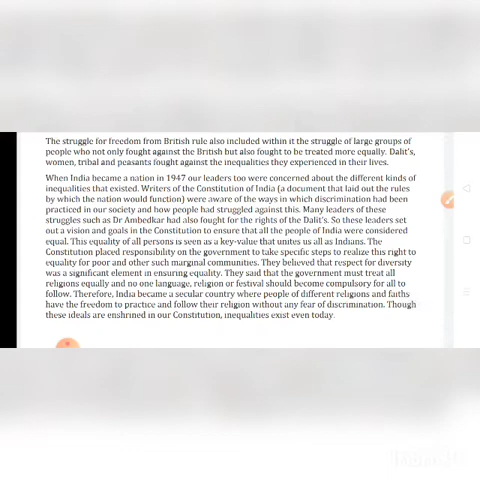 The struggle for freedom from British rule also included within it the struggle of large groups of
people who not only fought against the British but also fought to be treated more equally. Dalit's,
women, tribal and peasants fought against the inequalities they experienced in their lives.
When India became a nation in 1947 our leaders too were concerned about the different kinds of
inequalities that existed. Writers of the Constitution of India (a document that laid out the rules
by which the nation would function) were aware of the ways in which discrimination had been
practiced in our society and how people had struggled against this. Many leaders of these
struggles such as Dr Ambedkar had also fought for the rights of the Dalit's. So these leaders set
out a vision and goals in the Constitution to ensure that all the people of India were considered
equal. This equality of all persons is seen as a key-value that unites us all as Indians. The
Constitution placed responsibility on the government to take specific steps to realize this right to
equality for poor and other such marginal communities. They believed that respect for diversity
was a significant element in ensuring equality. They said that the government must treat all
religions equally and no one language, religion or festival should become compulsory for all to
follow. Therefore, India became a secular country where people of different religions and faiths
have the freedom to practice and follow their religion without any fear of discrimination. Though
these ideals are enshrined in our Constitution, inequalities exist even today.